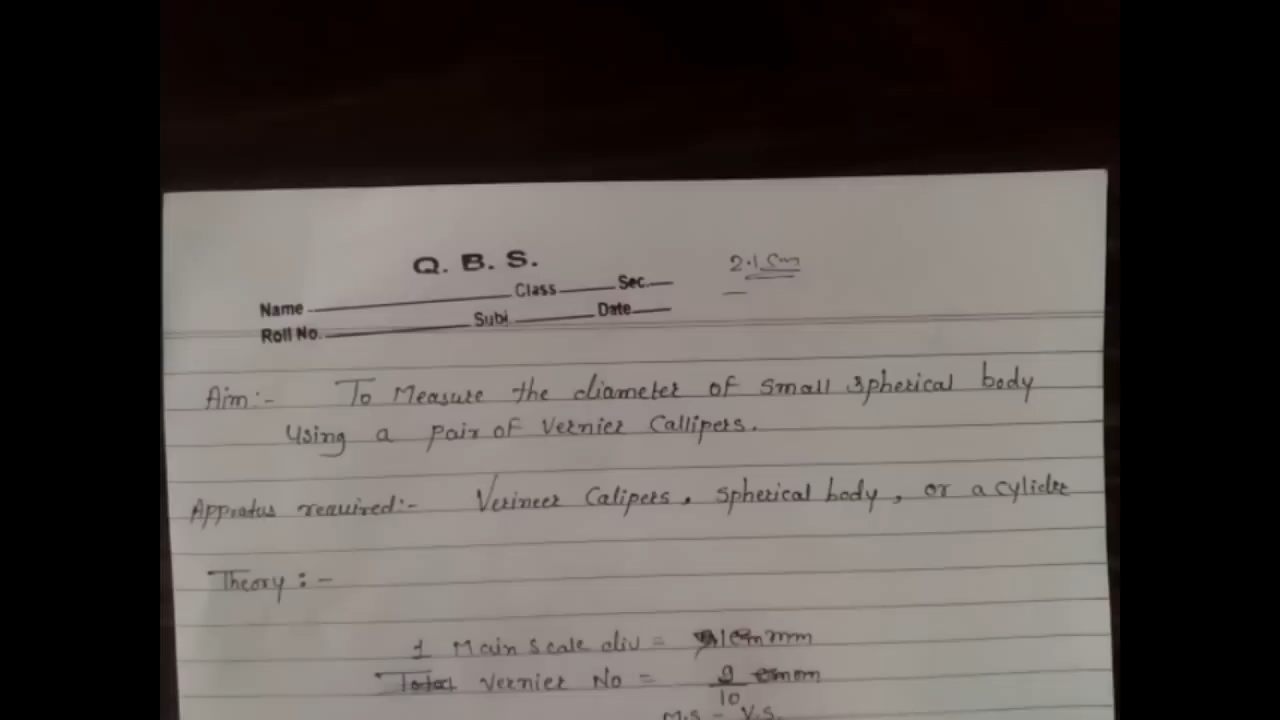 Q. B. S.
2.1 cm
Name Class Sec.
Roll No. Subj. Date
Aim:- To Measure the diameter of small spherical body
Using a pair of Vernier Callipers.
Appratus required:- Verineer Calipers, spherical body, or a cylider
Theory :-
1 Main scale div = 1 mm
Total Vernier No = 9/10 mm
M.S - V.S.